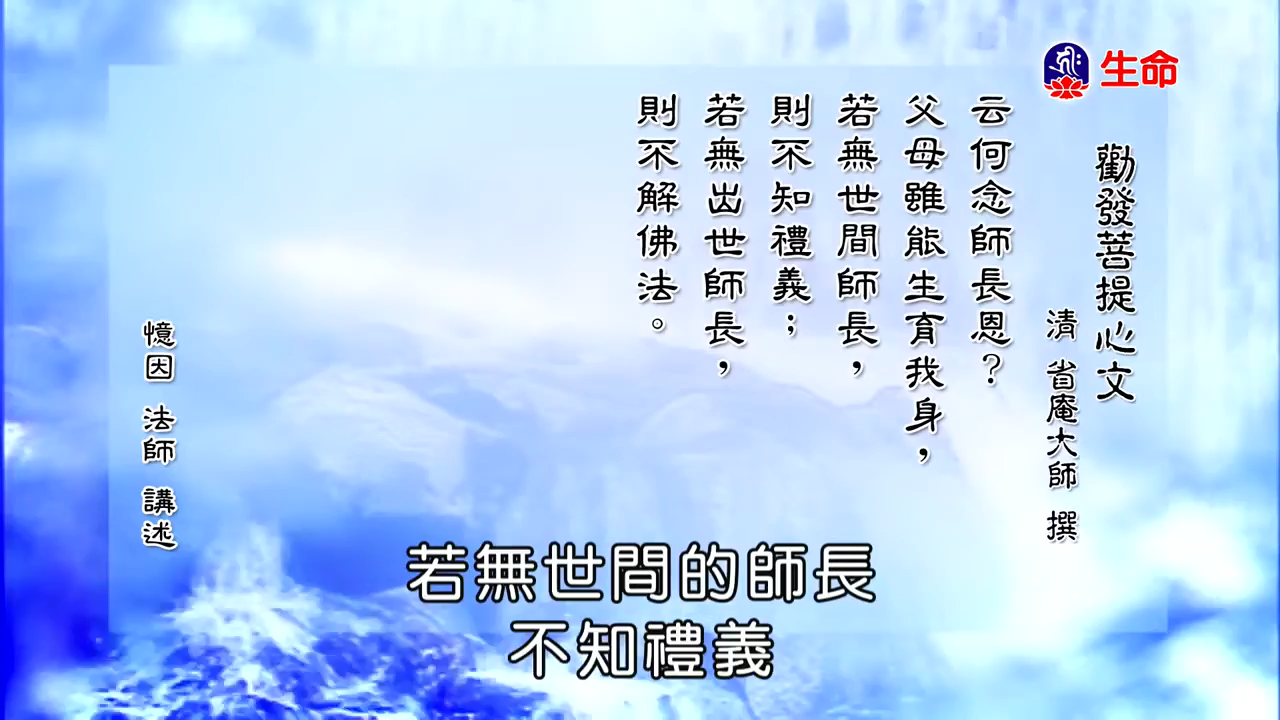 生命
勸發菩提心文
清 省庵大師 撰
云何念師長恩？
父母雖能生育我身，
若無世間師長，
則不知禮義；
若無出世師長，
則不解佛法。
憶因 法師 講述
若無世間的師長
不知禮義